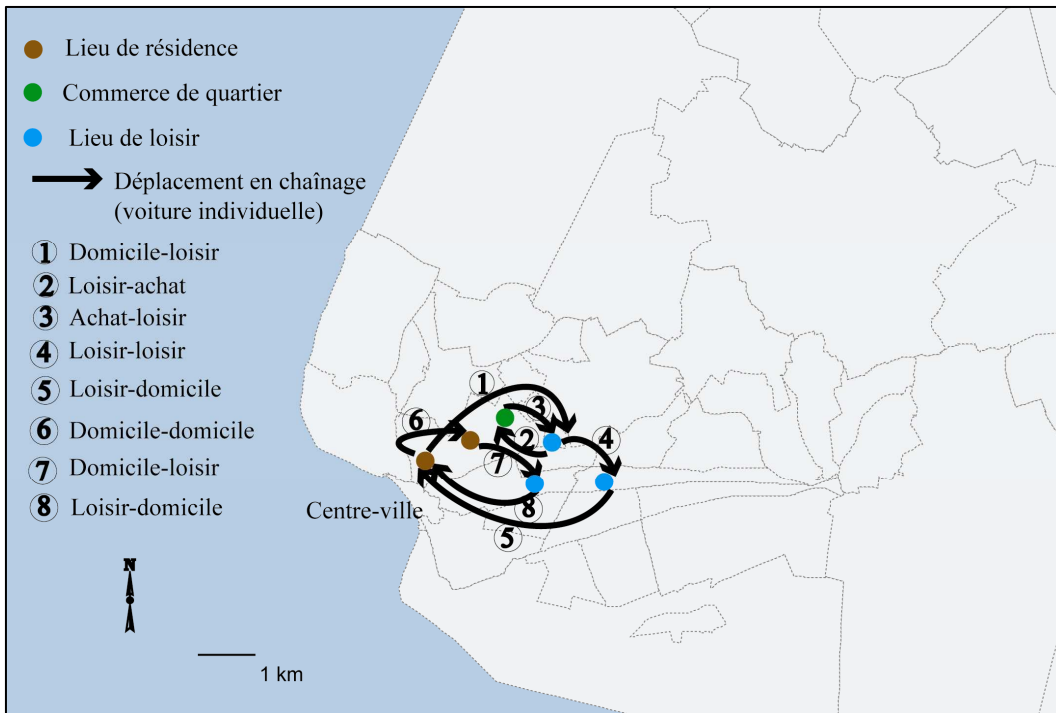 Lieu de résidence
Commerce de quartier
Lieu de loisir
Déplacement en chaînage
(voiture individuelle)
1 Domicile-loisir
2 Loisir-achat
3 Achat-loisir
4 Loisir-loisir
5 Loisir-domicile
6 Domicile-domicile
7 Domicile-loisir
8 Loisir-domicile
1
3
6
2
4
7
8
Centre-ville
5
N
1 km